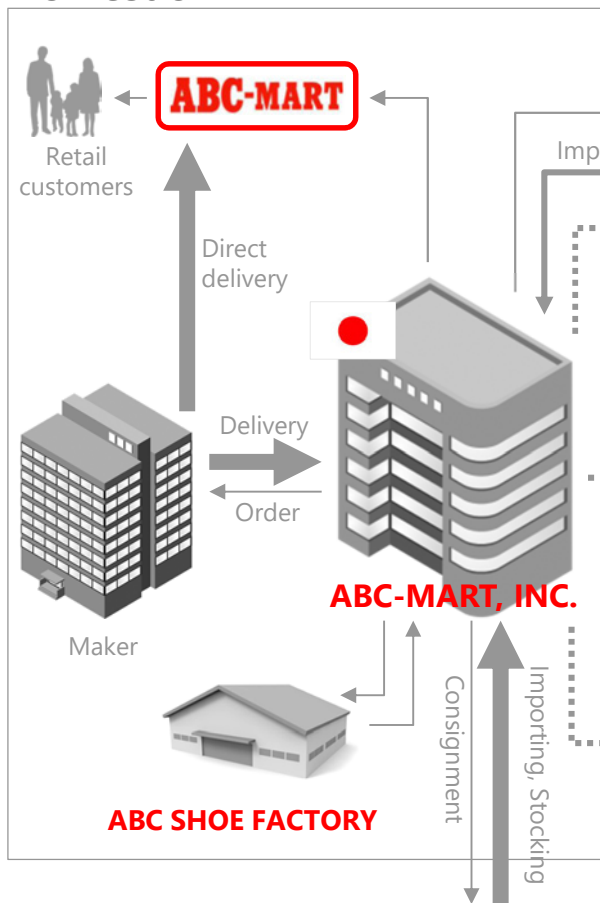 ABC-MART
Retail
customers
Direct
delivery
Delivery
Order
ABC-MART, INC.
Maker
Consignment
Importing, Stocking
ABC SHOE FACTORY